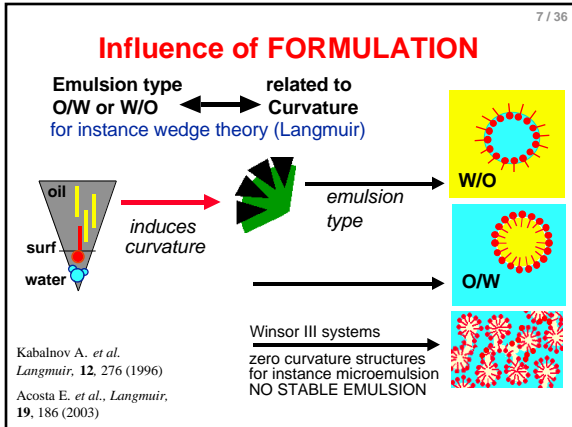 7 / 36
Influence of FORMULATION
Emulsion type related to
O/W or W/O Curvature
for instance wedge theory (Langmuir)
oil
surf
water
induces
curvature
emulsion
type
W/O
O/W
Winsor III systems
zero curvature structures
for instance microemulsion
NO STABLE EMULSION
Kabalnov A. et al.
Langmuir, 12, 276 (1996)
Acosta E. et al., Langmuir,
19, 186 (2003)